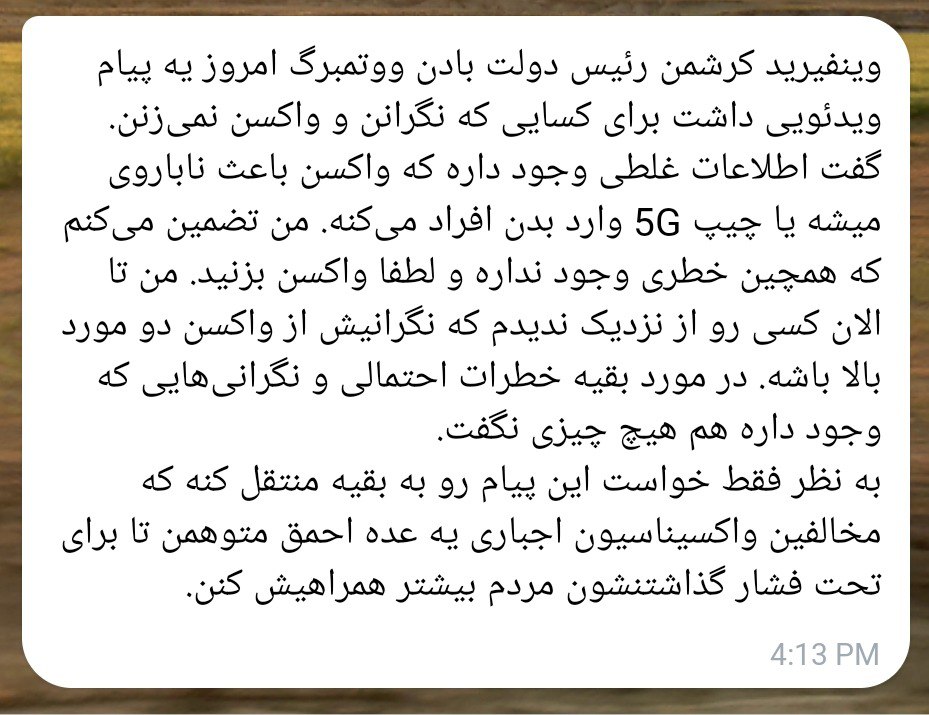 وینفیرید کرشمن رئیس دولت بادن ووتمبرگ امروز یه پیام
ویدئویی داشت برای کسایی که نگرانن و واکسن نمی‌زنن.
گفت اطلاعات غلطی وجود داره که واکسن باعث ناباروی
میشه یا چیپ 5G وارد بدن افراد می‌کنه. من تضمین می‌کنم
که همچین خطری وجود نداره و لطفا واکسن بزنید. من تا
الان کسی رو از نزدیک ندیدم که نگرانیش از واکسن دو مورد
بالا باشه. در مورد بقیه خطرات احتمالی و نگرانی‌هایی که
وجود داره هم هیچ چیزی نگفت.
به نظر فقط خواست این پیام رو به بقیه منتقل کنه که
مخالفین واکسیناسیون اجباری یه عده احمق متوهمن تا برای
تحت فشار گذاشتنشون مردم بیشتر همراهیش کنن.
4:13 PM